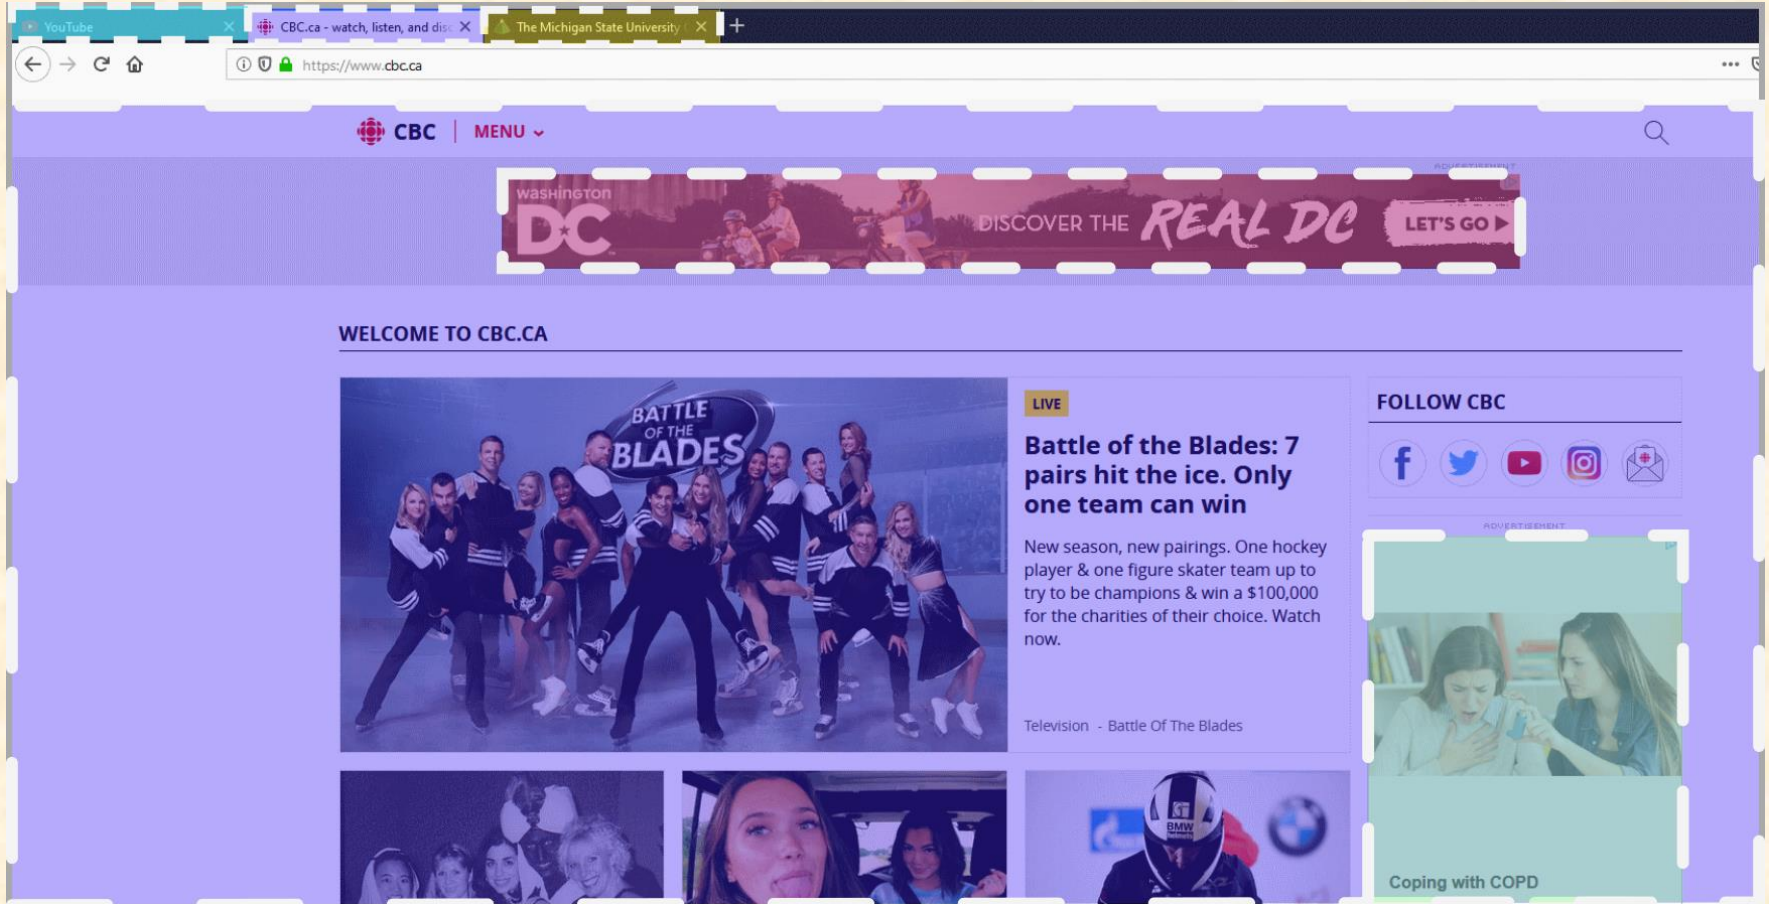 YouTube
CBC.ca - watch, listen, and disc
The Michigan State University
https://www.cbc.ca
CBC
MENU
ADVERTISEMENT
WASHINGTON
DC
DISCOVER THE REAL DC
LET'S GO
WELCOME TO CBC.CA
BATTLE
OF THE
BLADES
LIVE
Battle of the Blades: 7
pairs hit the ice. Only
one team can win
New season, new pairings. One hockey
player & one figure skater team up to
try to be champions & win a $100,000
for the charities of their choice. Watch
now.
Television - Battle Of The Blades
FOLLOW CBC
ADVERTISEMENT
BMW
Coping with COPD